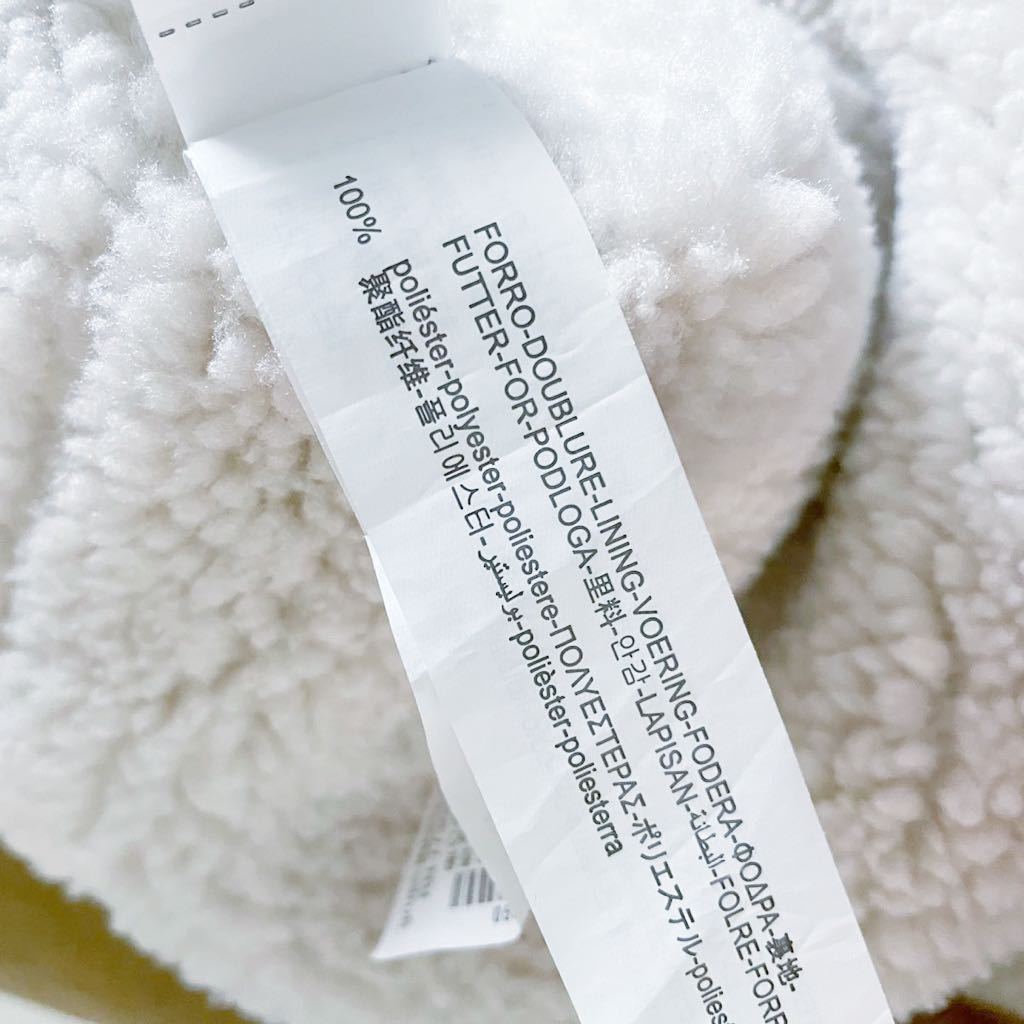 FORRO-DOUBLURE-LINING-VOERING-FODERA-ΦΟΔΡΑ-裏地-
FUTTER-FOR-PODLOGA-里料-안감-LAPISAN-البطانة-FOLRE-FORR
100% poliéster-polyester-poliestere-ΠΟΛΥΕΣΤΕΡΑΣ-ポリエステル-polies
聚酯纤维-폴리에스터-بوليستير-polièster-poliesterra